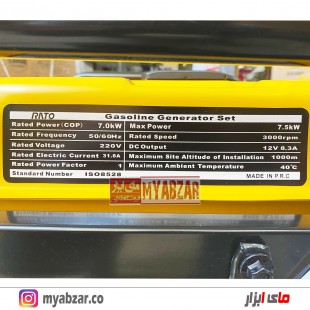 RATO Gasoline Generator Set
Rated Power(COP) 7.0kW Max Power 7.5kW
Rated Frequency 50/60Hz Rated Speed 3000rpm
Rated Voltage 220V DC Output 12V 8.3A
Rated Electric Current 31.8A Maximum Site Altitude of Installation 1000m
Rated Power Factor 1 Maximum Ambient Temperature 40℃
Standard Number ISO8528 MADE IN P.R.C
مای ابزار
MYABZAR
myabzar.co
مای ابزار